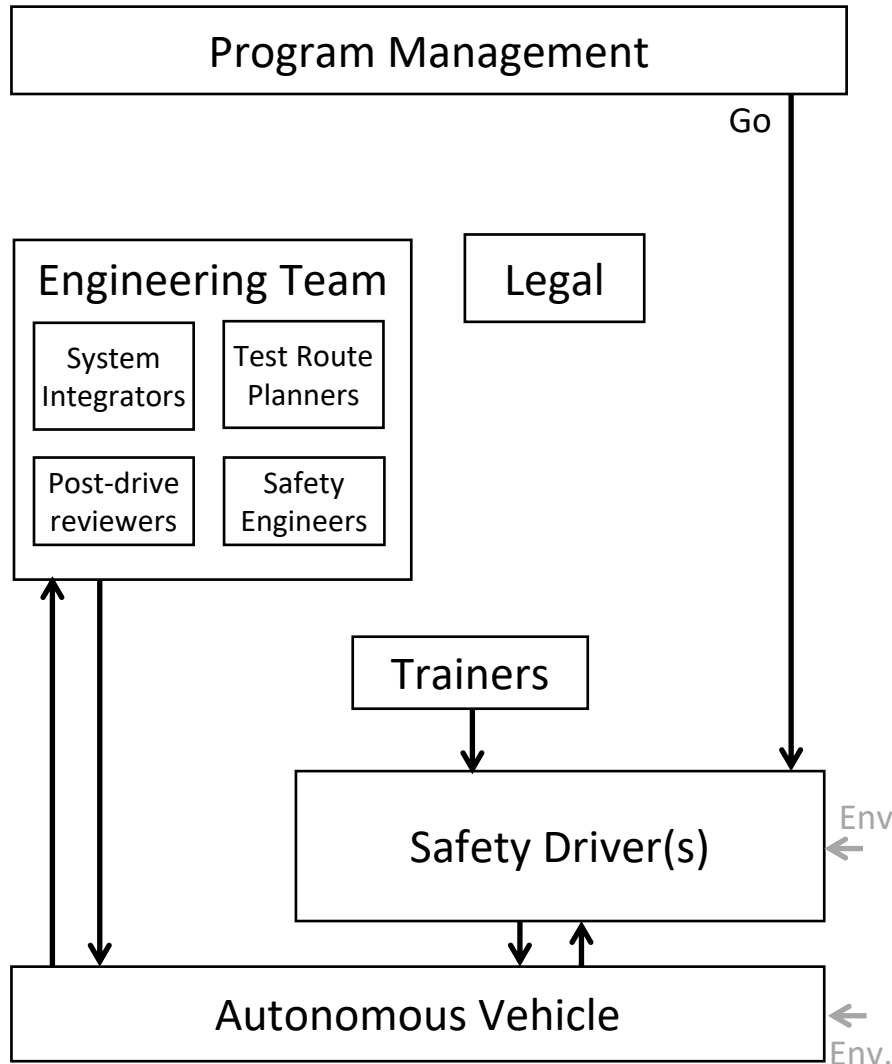 Program Management
Go
Engineering Team
System
Integrators
Test Route
Planners
Post-drive
reviewers
Safety
Engineers
Legal
Trainers
Safety Driver(s)
Env
Autonomous Vehicle
Env.